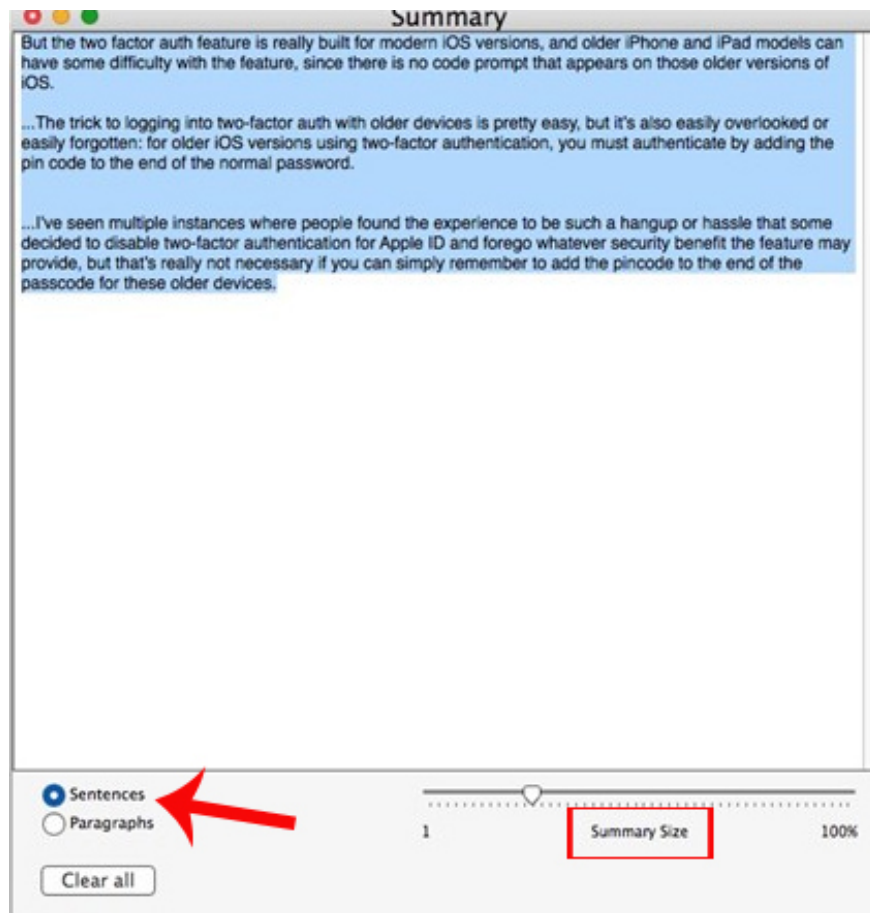 Summary
But the two factor auth feature is really built for modern iOS versions, and older iPhone and iPad models can
have some difficulty with the feature, since there is no code prompt that appears on those older versions of
iOS.
...The trick to logging into two-factor auth with older devices is pretty easy, but it's also easily overlooked or
easily forgotten: for older iOS versions using two-factor authentication, you must authenticate by adding the
pin code to the end of the normal password.
...I've seen multiple instances where people found the experience to be such a hangup or hassle that some
decided to disable two-factor authentication for Apple ID and forego whatever security benefit the feature may
provide, but that's really not necessary if you can simply remember to add the pincode to the end of the
passcode for these older devices.
Sentences
Paragraphs
1 Summary Size 100%
Clear all